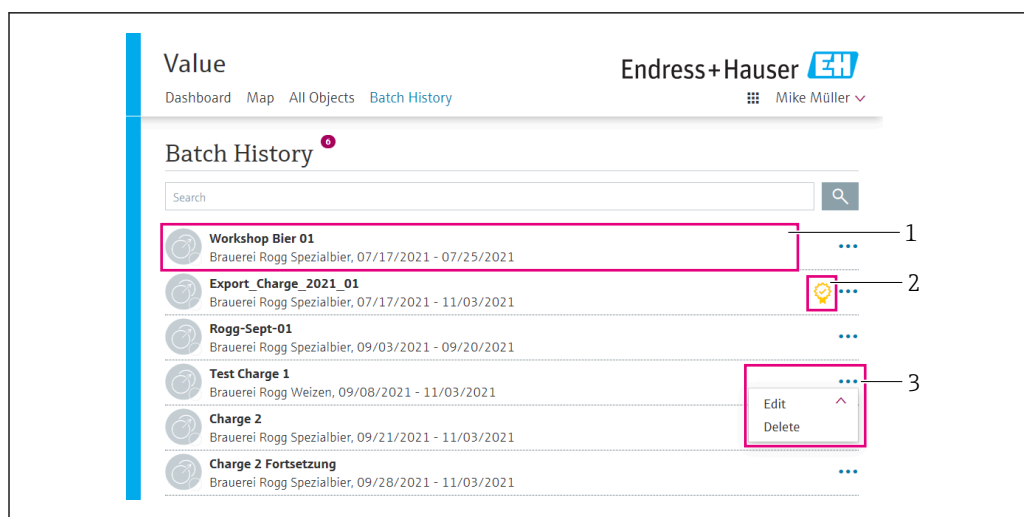 Value
Endress+Hauser EH
Dashboard Map All Objects Batch History
Mike Müller
Batch History 6
Search
Workshop Bier 01
Brauerei Rogg Spezialbier, 07/17/2021 - 07/25/2021
1
Export_Charge_2021_01
Brauerei Rogg Spezialbier, 07/17/2021 - 11/03/2021
2
Rogg-Sept-01
Brauerei Rogg Spezialbier, 09/03/2021 - 09/20/2021
Test Charge 1
Brauerei Rogg Weizen, 09/08/2021 - 11/03/2021
3
Edit
Delete
Charge 2
Brauerei Rogg Spezialbier, 09/21/2021 - 11/03/2021
Charge 2 Fortsetzung
Brauerei Rogg Spezialbier, 09/28/2021 - 11/03/2021